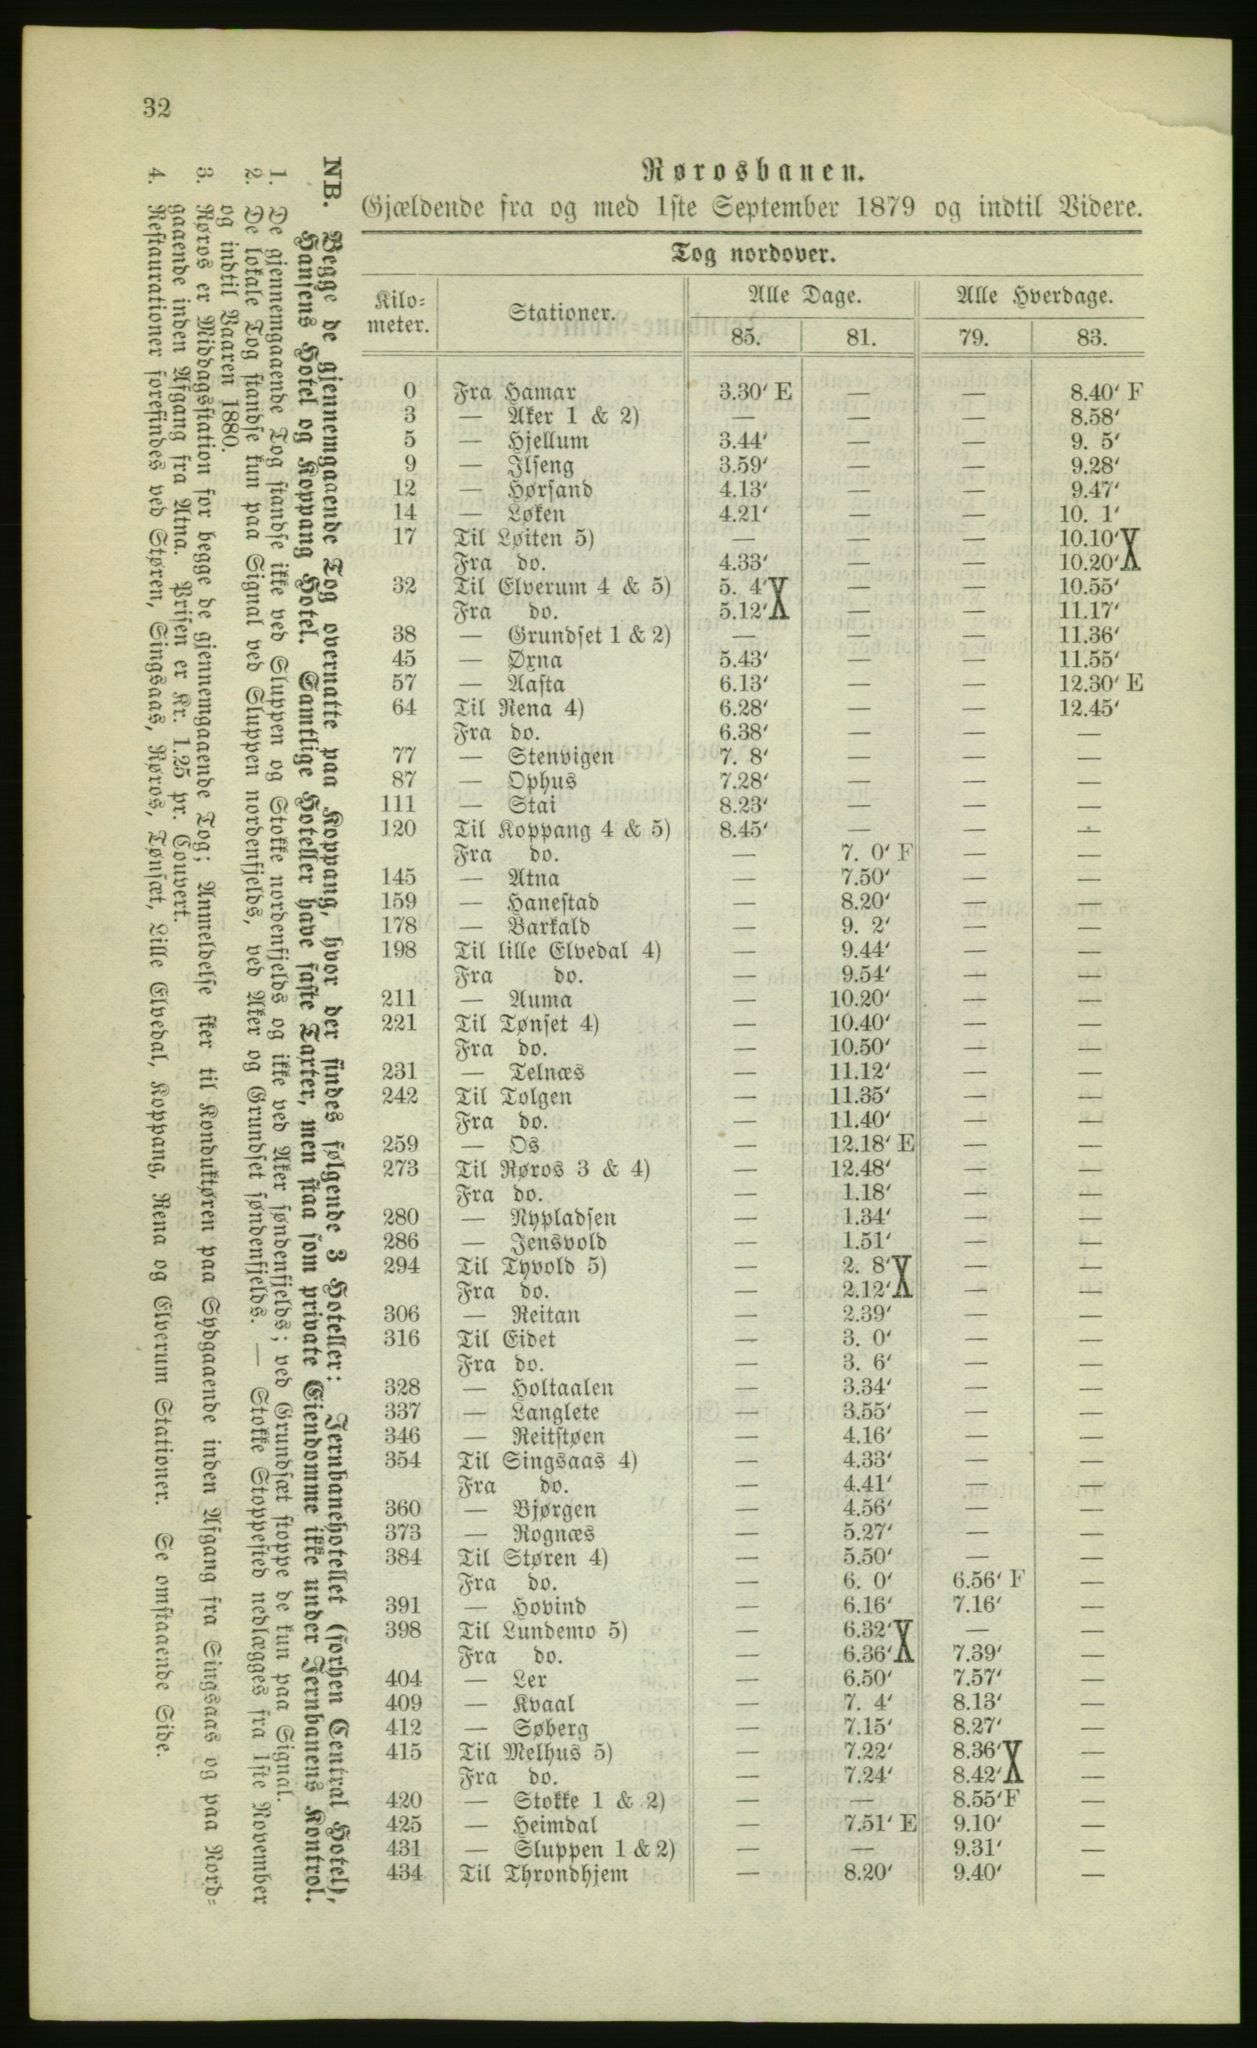 32
Rørosbanen.
Gjældende fra og med 1ste September 1879 og indtil Videre.
Tog nordover.
Kilo- Stationer. Alle Dage. Alle Hverdage.
meter. 85. 81. 79. 83.
0 Fra Hamar 3.30' E — — 8.40' F
3 — Aker 1 & 2) — — — 8.58'
5 — Hjellum 3.44' — — 9. 5'
9 — Ilseng 3.59' — — 9.28'
12 — Hørsand 4.13' — — 9.47'
14 — Løken 4.21' — — 10. 1'
17 Til Løiten 5) — — — 10.10' X
Fra do. 4.33' — — 10.20'
32 Til Elverum 4 & 5) 5. 4' X — — 10.55'
Fra do. 5.12' — — 11.17'
38 — Grundset 1 & 2) — — — 11.36'
45 — Øxna 5.43' — — 11.55'
57 — Aasta 6.13' — — 12.30' E
64 Til Rena 4) 6.28' — — 12.45'
Fra do. 6.38' — — —
77 — Stenvigen 7. 8' — — —
87 — Ophus 7.28' — — —
111 — Stai 8.23' — — —
120 Til Koppang 4 & 5) 8.45' — — —
Fra do. — 7. 0' F — —
145 — Atna — 7.50' — —
159 — Hanestad — 8.20' — —
178 — Barkald — 9. 2' — —
198 Til lille Elvedal 4) — 9.44' — —
Fra do. — 9.54' — —
211 — Auma — 10.20' — —
221 Til Tønset 4) — 10.40' — —
Fra do. — 10.50' — —
231 — Telnæs — 11.12' — —
242 Til Tolgen — 11.35' — —
Fra do. — 11.40' — —
259 — Os — 12.18' E — —
273 Til Røros 3 & 4) — 12.48' — —
Fra do. — 1.18' — —
280 — Nypladsen — 1.34' — —
286 — Jensvold — 1.51' — —
294 Til Tyvold 5) — 2. 8' X — —
Fra do. — 2.12' — —
306 — Reitan — 2.39' — —
316 Til Eidet — 3. 0' — —
Fra do. — 3. 6' — —
328 — Holtaalen — 3.34' — —
337 — Langlete — 3.55' — —
346 — Reitstøen — 4.16' — —
354 Til Singsaas 4) — 4.33' — —
Fra do. — 4.41' — —
360 — Bjørgen — 4.56' — —
373 — Rognæs — 5.27' — —
384 Til Støren 4) — 5.50' — —
Fra do. — 6. 0' 6.56' F —
391 — Hovind — 6.16' 7.16' —
398 Til Lundemo 5) — 6.32' X — —
Fra do. — 6.36' 7.39' —
404 — Ler — 6.50' 7.57' —
409 — Kvaal — 7. 4' 8.13' —
412 — Søberg — 7.15' 8.27' —
415 Til Melhus 5) — 7.22' 8.36' X —
Fra do. — 7.24' 8.42' —
420 — Stokke 1 & 2) — — 8.55' F —
425 — Heimdal — 7.51' E 9.10' —
431 — Sluppen 1 & 2) — — 9.31' —
434 Til Throndhjem — 8.20' 9.40' —
NB. Begge de gjennemgaaende Tog overnatte paa Koppang, hvor der findes følgende 3 Hoteller: Jernbanehotellet (forhen Central Hotel),
Hansens Hotel og Koppang Hotel. Samtlige Hoteller have faste Taxter, men staa som private Eiendomme ikke under Jernbanens Kontrol.
1. De gjennemgaaende Tog standse ikke ved Sluppen og Stokke nordenfjelds og ikke ved Aker søndenfjelds; ved Grundsæt stoppe de kun paa Signal.
2. De lokale Tog standse kun paa Signal ved Sluppen nordenfjelds, ved Aker og Grundset søndenfjelds. — Stokke Stoppested nedlægges fra 1ste November
og indtil Vaaren 1880.
3. Røros er Middagsstation for begge de gjennemgaaende Tog; Anmeldelse sker til Konduktøren paa Sydgaaende inden Afgang fra Singsaas og paa Nord-
gaaende inden Afgang fra Atna. Prisen er Kr. 1.25 pr. Couvert.
4. Restaurationer forefindes ved Støren, Singsaas, Røros, Tønsæt, Lille Elvedal, Koppang, Rena og Elverum Stationer. Se omstaaende Side.